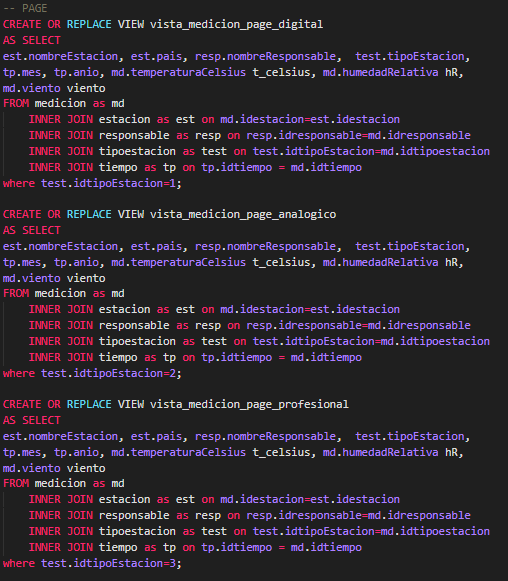 -- PAGE
CREATE OR REPLACE VIEW vista_medicion_page_digital
AS SELECT
est.nombreEstacion, est.pais, resp.nombreResponsable,  test.tipoEstacion,
tp.mes, tp.anio, md.temperaturaCelsius t_celsius, md.humedadRelativa hR,
md.viento viento
FROM medicion as md
    INNER JOIN estacion as est on md.idestacion=est.idestacion
    INNER JOIN responsable as resp on resp.idresponsable=md.idresponsable
    INNER JOIN tipoestacion as test on test.idtipoEstacion=md.idtipoestacion
    INNER JOIN tiempo as tp on tp.idtiempo = md.idtiempo
where test.idtipoEstacion=1;

CREATE OR REPLACE VIEW vista_medicion_page_analogico
AS SELECT
est.nombreEstacion, est.pais, resp.nombreResponsable,  test.tipoEstacion,
tp.mes, tp.anio, md.temperaturaCelsius t_celsius, md.humedadRelativa hR,
md.viento viento
FROM medicion as md
    INNER JOIN estacion as est on md.idestacion=est.idestacion
    INNER JOIN responsable as resp on resp.idresponsable=md.idresponsable
    INNER JOIN tipoestacion as test on test.idtipoEstacion=md.idtipoestacion
    INNER JOIN tiempo as tp on tp.idtiempo = md.idtiempo
where test.idtipoEstacion=2;

CREATE OR REPLACE VIEW vista_medicion_page_profesional
AS SELECT
est.nombreEstacion, est.pais, resp.nombreResponsable,  test.tipoEstacion,
tp.mes, tp.anio, md.temperaturaCelsius t_celsius, md.humedadRelativa hR,
md.viento viento
FROM medicion as md
    INNER JOIN estacion as est on md.idestacion=est.idestacion
    INNER JOIN responsable as resp on resp.idresponsable=md.idresponsable
    INNER JOIN tipoestacion as test on test.idtipoEstacion=md.idtipoestacion
    INNER JOIN tiempo as tp on tp.idtiempo = md.idtiempo
where test.idtipoEstacion=3;